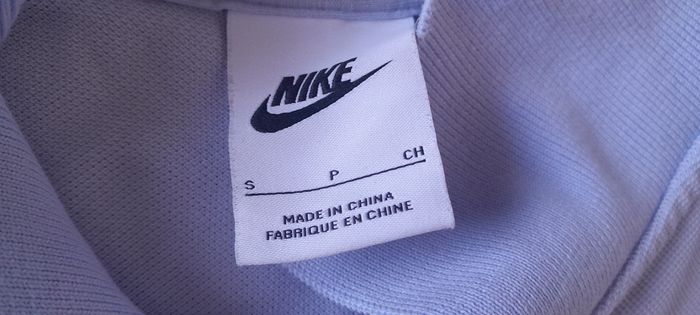 NIKE
S P CH
MADE IN CHINA
FABRIQUE EN CHINE